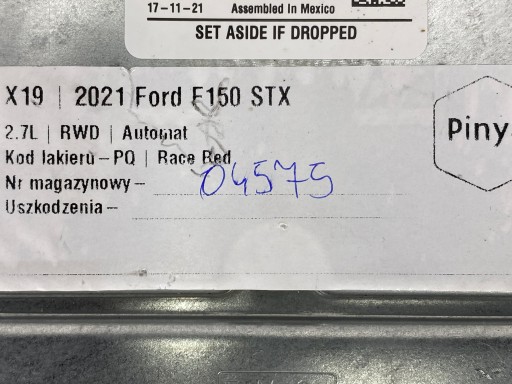 17-11-21 Assembled In Mexico
SET ASIDE IF DROPPED
X19 | 2021 Ford F150 STX
2.7L | RWD | Automat
Kod lakieru - PQ | Race Red
Nr magazynowy - 04575
Uszkodzenia -
Piny